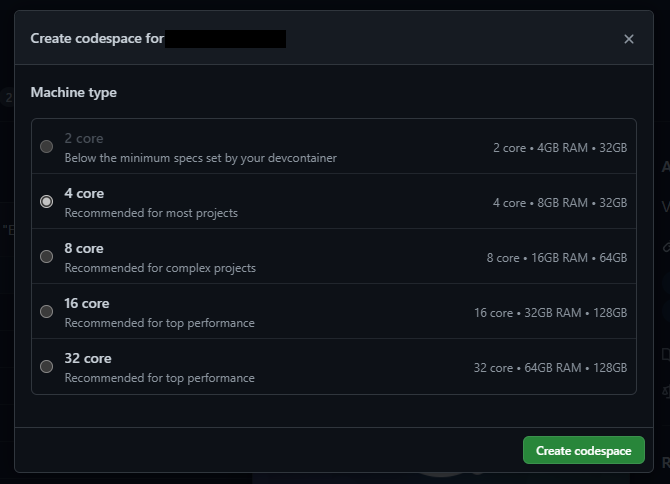 Create codespace for
Machine type
2 core
Below the minimum specs set by your devcontainer
2 core • 4GB RAM • 32GB
4 core
Recommended for most projects
4 core • 8GB RAM • 32GB
8 core
Recommended for complex projects
8 core • 16GB RAM • 64GB
16 core
Recommended for top performance
16 core • 32GB RAM • 128GB
32 core
Recommended for top performance
32 core • 64GB RAM • 128GB
Create codespace